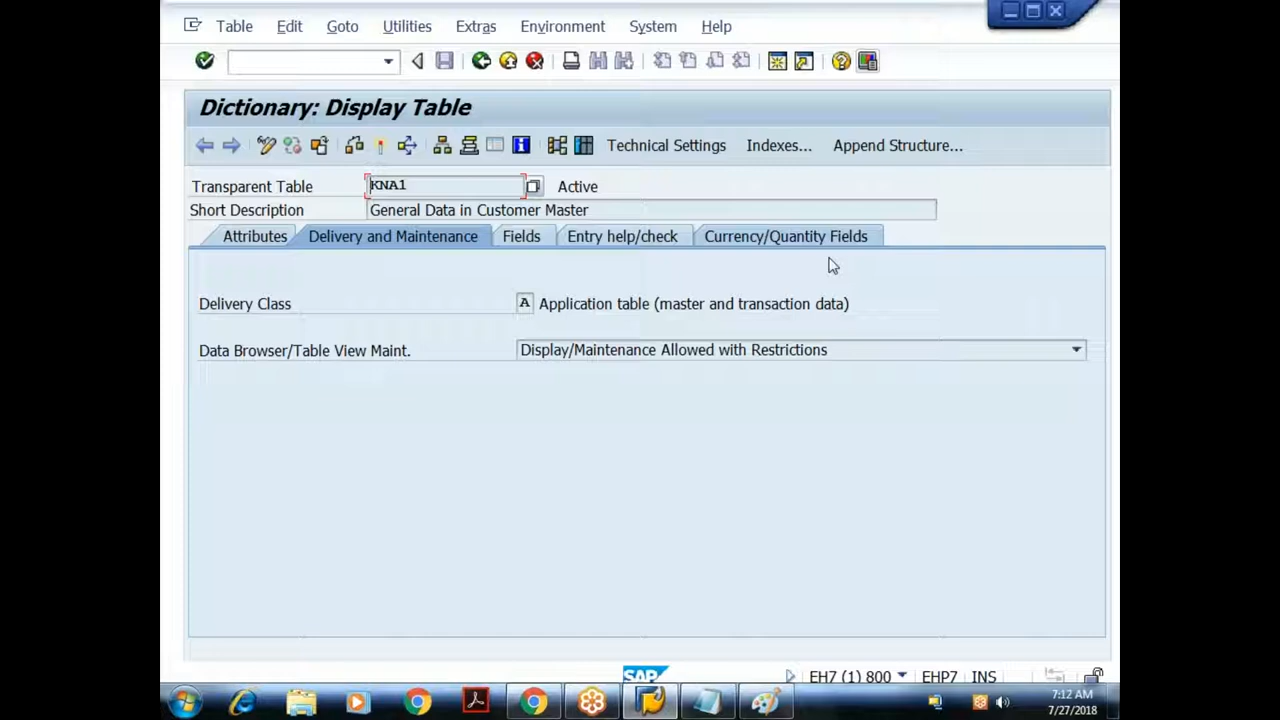 Table Edit Goto Utilities Extras Environment System Help
Dictionary: Display Table
Technical Settings Indexes... Append Structure...
Transparent Table KNA1 Active
Short Description General Data in Customer Master
Attributes Delivery and Maintenance Fields Entry help/check Currency/Quantity Fields
Delivery Class A Application table (master and transaction data)
Data Browser/Table View Maint. Display/Maintenance Allowed with Restrictions
SAP EH7 (1) 800 EHP7 INS
7:12 AM
7/27/2018